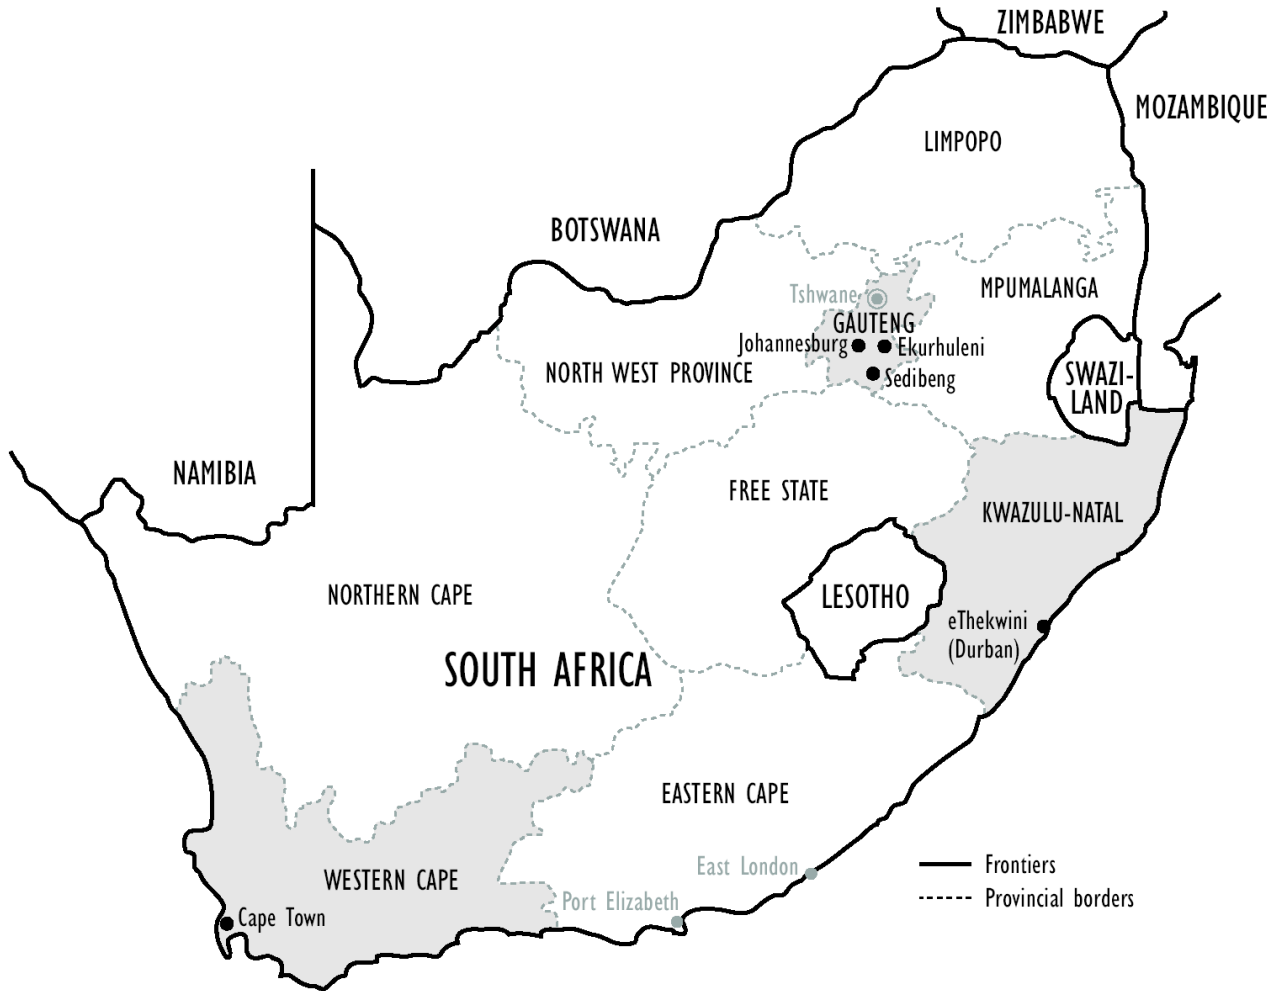 ZIMBABWE
MOZAMBIQUE
LIMPOPO
BOTSWANA
MPUMALANGA
Tshwane
GAUTENG
Johannesburg
Ekurhuleni
NORTH WEST PROVINCE
Sedibeng
SWAZI-
LAND
NAMIBIA
FREE STATE
KWAZULU-NATAL
NORTHERN CAPE
LESOTHO
eThekwini
(Durban)
SOUTH AFRICA
EASTERN CAPE
East London
Frontiers
WESTERN CAPE
Port Elizabeth
Provincial borders
Cape Town